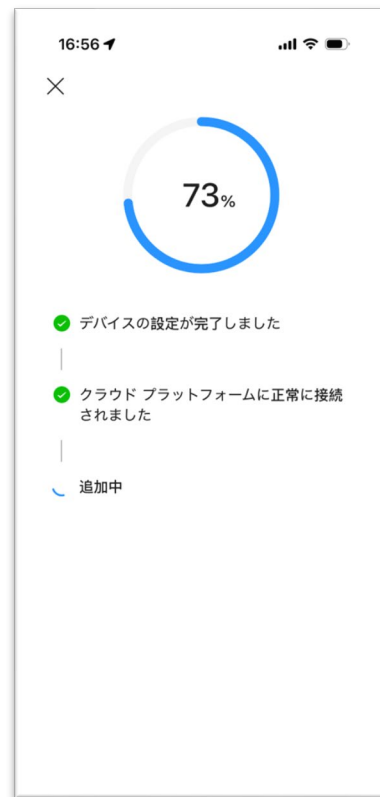 16:56
73%
デバイスの設定が完了しました
クラウド プラットフォームに正常に接続
されました
追加中